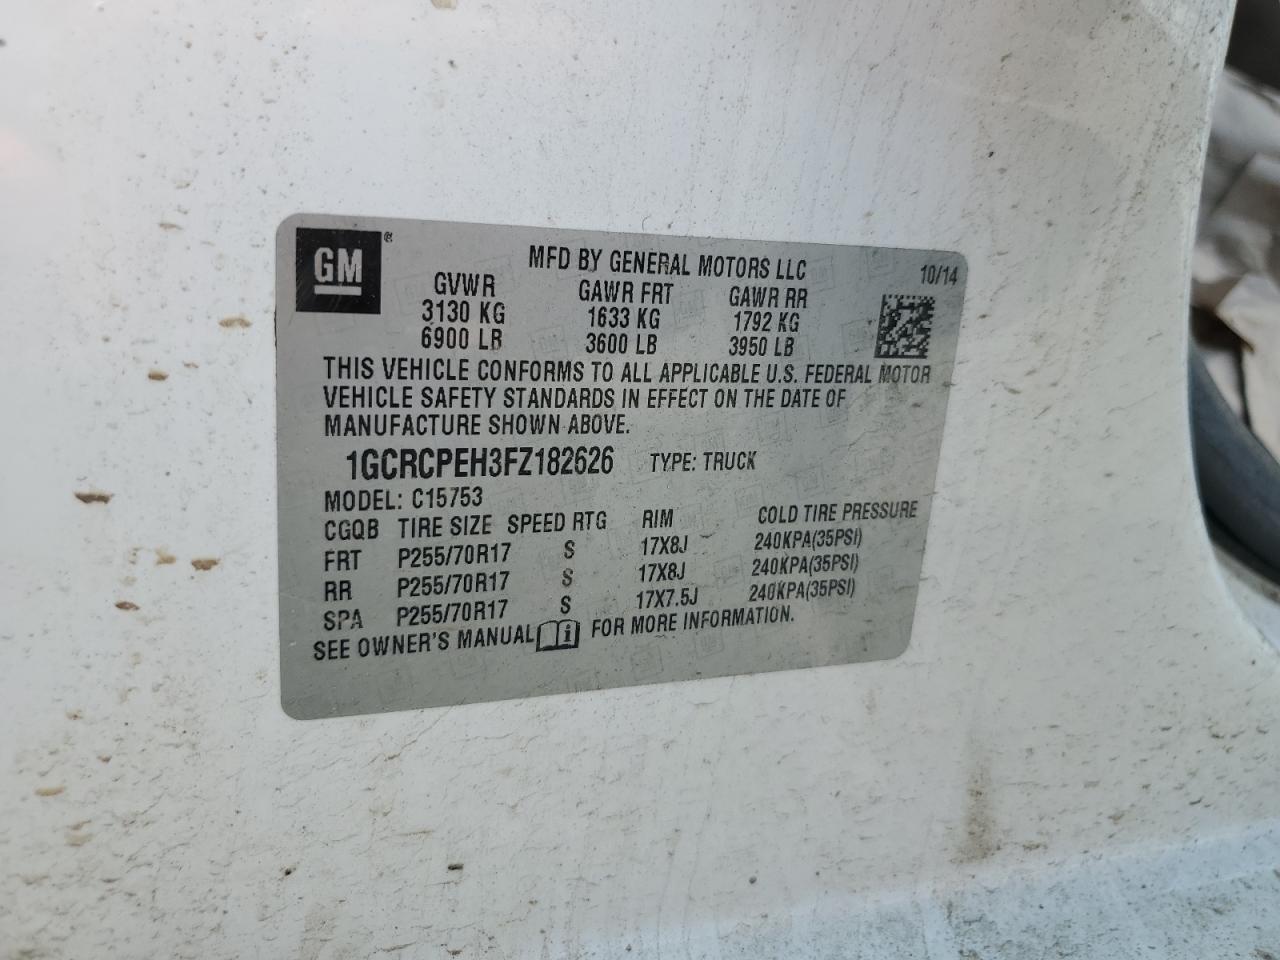 GM ®
MFD BY GENERAL MOTORS LLC 10/14
GVWR GAWR FRT GAWR RR
3130 KG 1633 KG 1792 KG
6900 LB 3600 LB 3950 LB
THIS VEHICLE CONFORMS TO ALL APPLICABLE U.S. FEDERAL MOTOR
VEHICLE SAFETY STANDARDS IN EFFECT ON THE DATE OF
MANUFACTURE SHOWN ABOVE.
1GCRCPEH3FZ182626 TYPE: TRUCK
MODEL: C15753
CGQB TIRE SIZE SPEED RTG RIM COLD TIRE PRESSURE
FRT P255/70R17 S 17X8J 240KPA(35PSI)
RR P255/70R17 S 17X8J 240KPA(35PSI)
SPA P255/70R17 S 17X7.5J 240KPA(35PSI)
SEE OWNER'S MANUAL i FOR MORE INFORMATION.